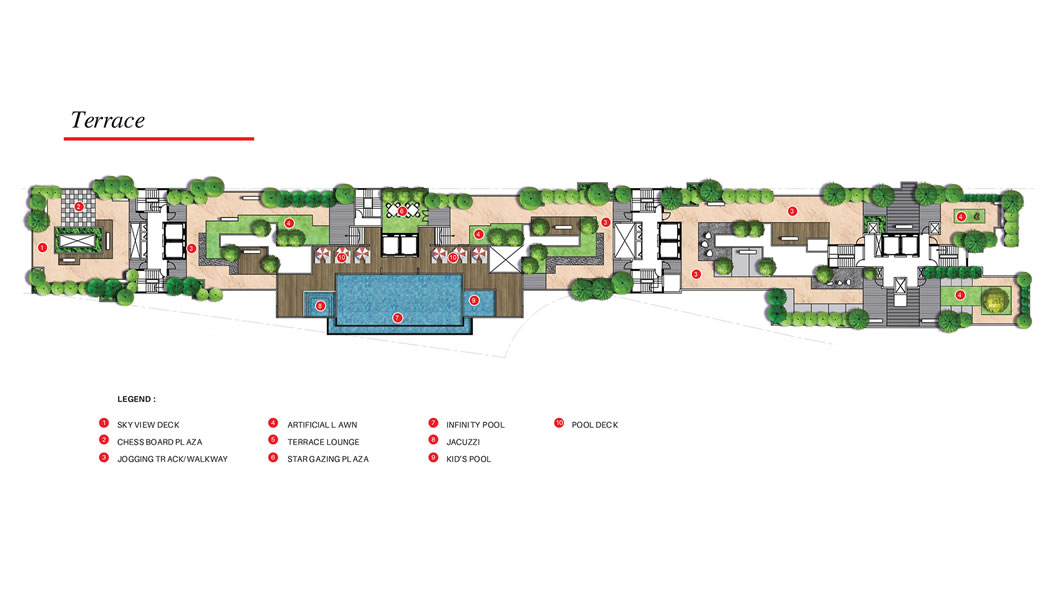 Terrace
2
6
4
4
3
4
1
3
3
4
10
10
3
4
8
9
7
LEGEND :
1 SKY VIEW DECK
2 CHESS BOARD PLAZA
3 JOGGING TRACK/WALKWAY
4 ARTIFICIAL LAWN
5 TERRACE LOUNGE
6 STAR GAZING PLAZA
7 INFINITY POOL
8 JACUZZI
9 KID'S POOL
10 POOL DECK